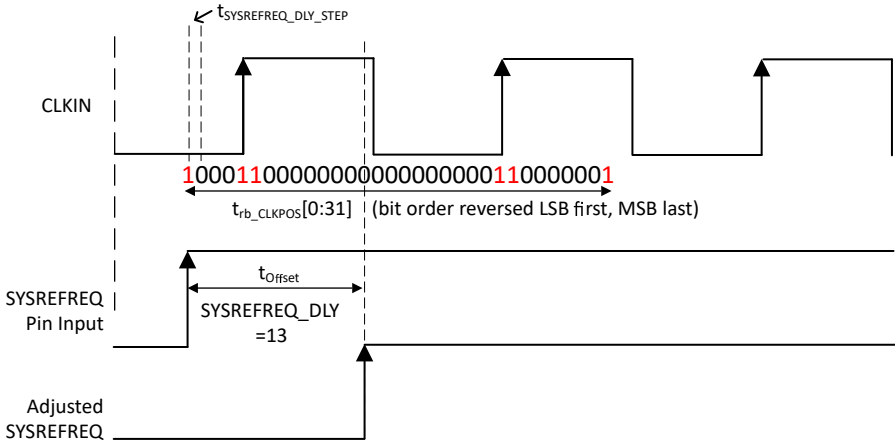 tSYSREFREQ_DLY_STEP
CLKIN
10001100000000000000000110000001
trb_CLKPOS[0:31] (bit order reversed LSB first, MSB last)
tOffset
SYSREFREQ
Pin Input
SYSREFREQ_DLY
=13
Adjusted
SYSREFREQ